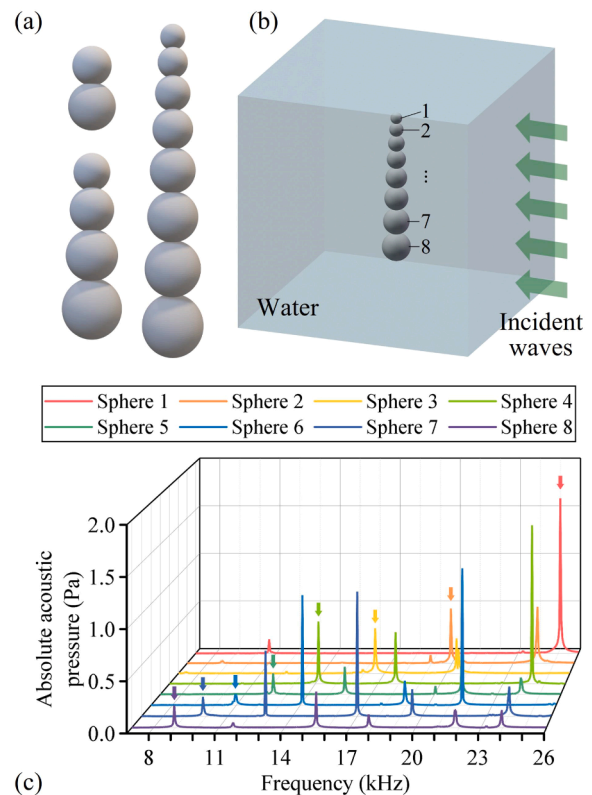 (a)
(b)
1
2
⋮
7
8
Water
Incident
waves
Sphere 1 Sphere 2 Sphere 3 Sphere 4
Sphere 5 Sphere 6 Sphere 7 Sphere 8
2.0
1.5
1.0
0.5
0.0
Absolute acoustic
pressure (Pa)
8 11 14 17 20 23 26
Frequency (kHz)
(c)